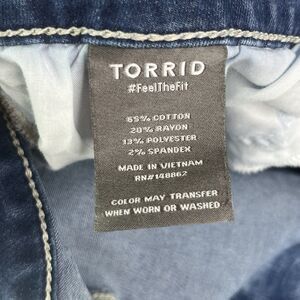 TORRID
#FeelTheFit
65% COTTON
20% RAYON
13% POLYESTER
2% SPANDEX
MADE IN VIETNAM
RN#148862
COLOR MAY TRANSFER
WHEN WORN OR WASHED